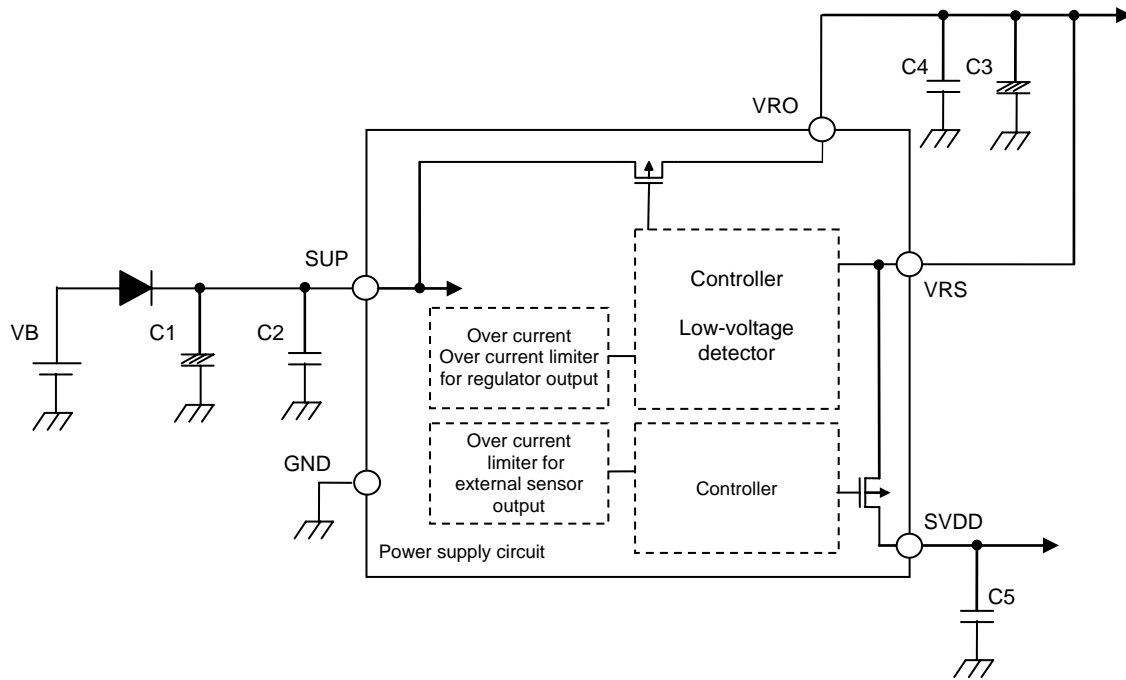 C4
C3
VRO
SUP
VRS
Controller
Low-voltage
detector
VB
C1
C2
Over current
Over current limiter
for regulator output
GND
Over current
limiter for
external sensor
output
Controller
SVDD
Power supply circuit
C5